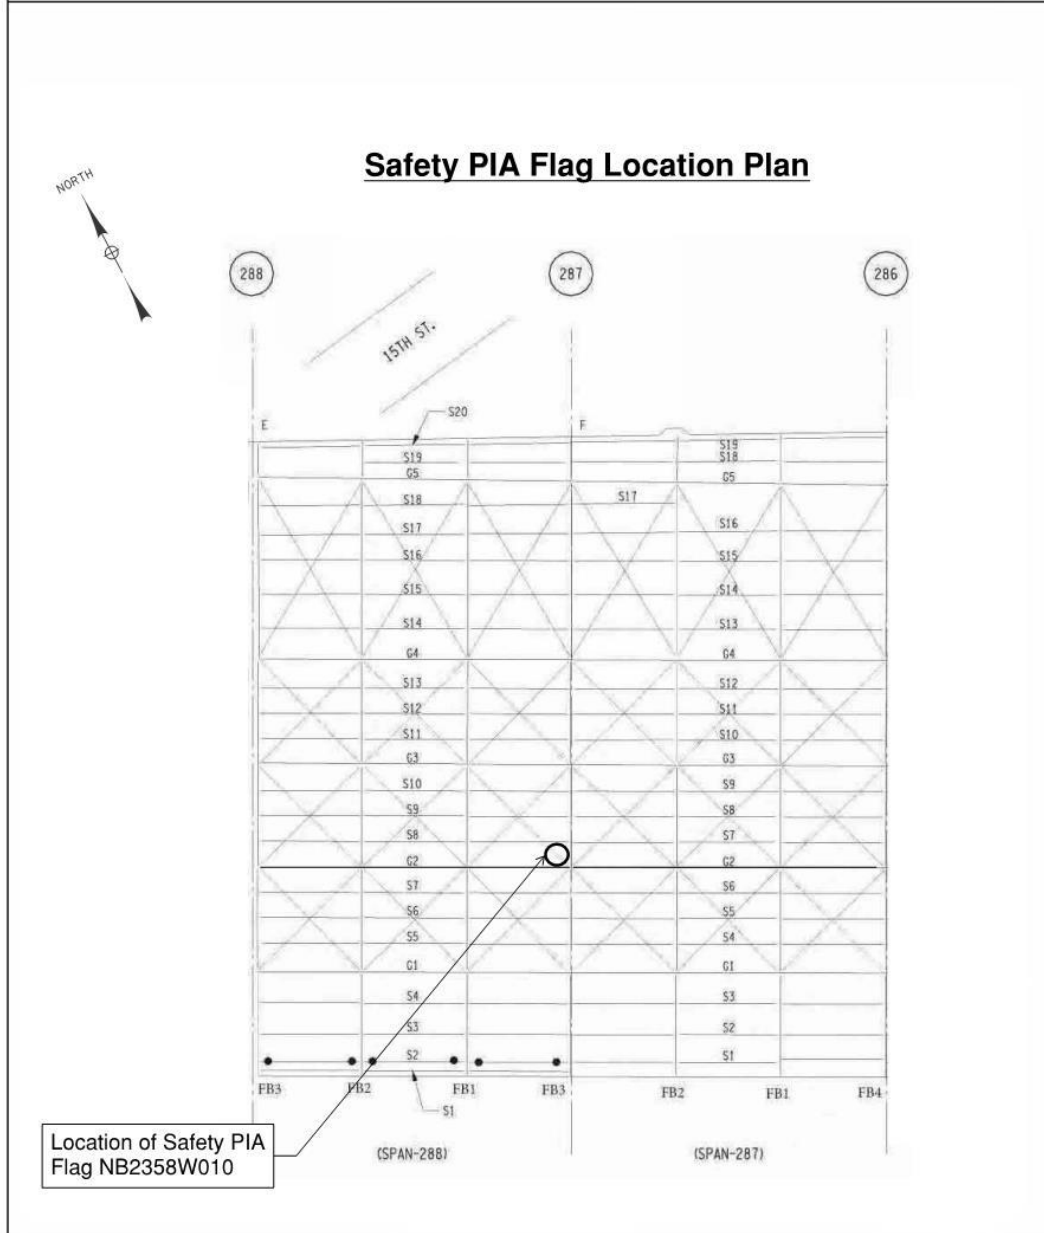 Safety PIA Flag Location Plan
NORTH
288
287
286
15TH ST.
S20
E
F
S19
S19
S18
G5
G5
S18
S17
S17
S16
S16
S15
S15
S14
S14
S13
G4
G4
S13
S12
S12
S11
S11
S10
G3
G3
S10
S9
S9
S8
S8
S7
G2
G2
S7
S6
S6
S5
S5
S4
G1
G1
S4
S3
S3
S2
S2
S1
FB3
FB2
FB1
FB3
FB2
FB1
FB4
S1
Location of Safety PIA
Flag NB2358W010
(SPAN-288)
(SPAN-287)